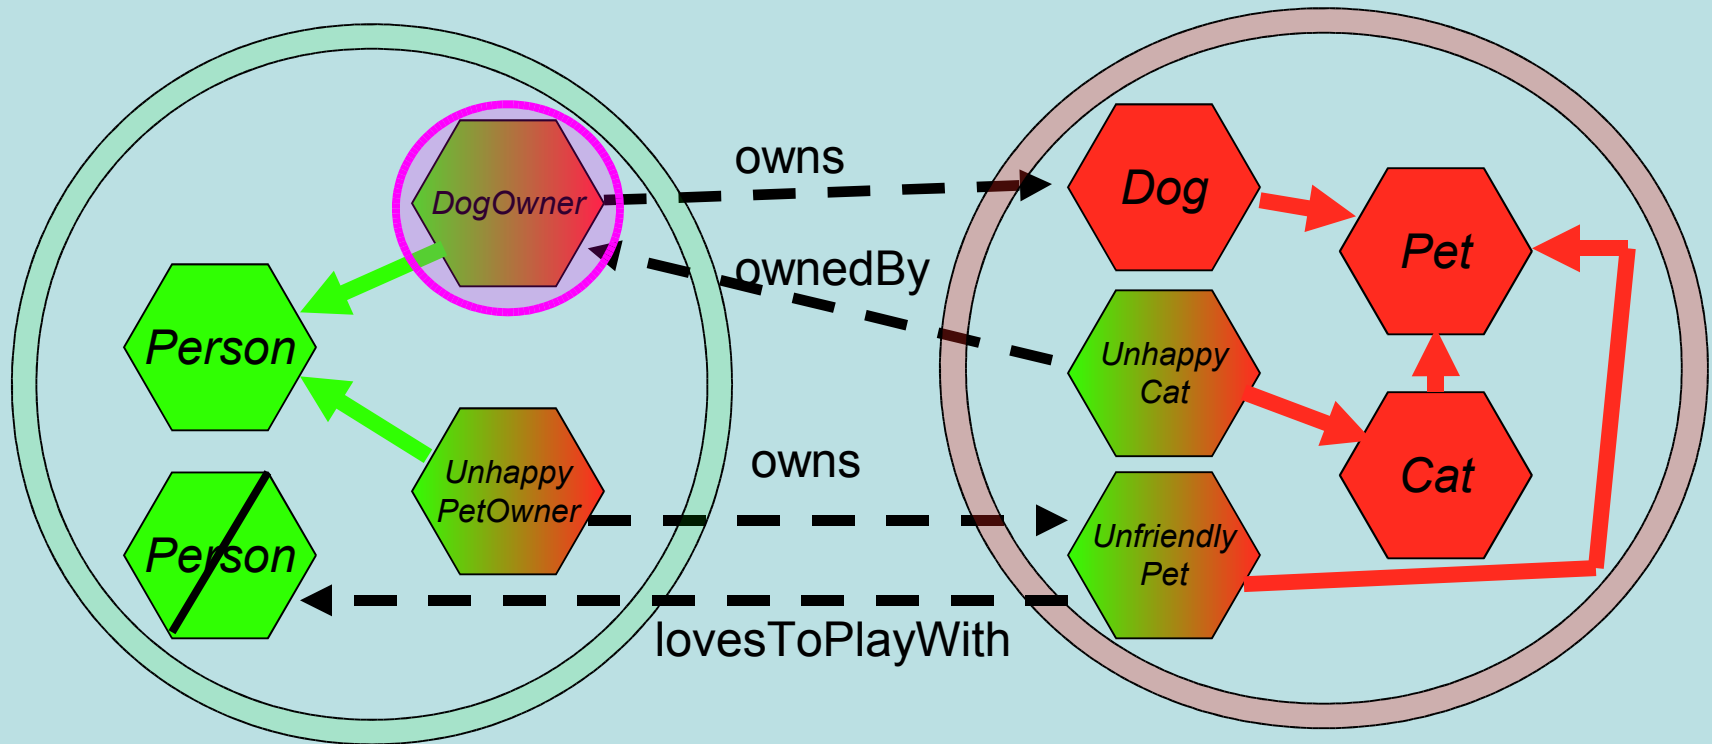 owns
DogOwner
Dog
Pet
ownedBy
Person
Unhappy
Cat
owns
Unhappy
PetOwner
Cat
Person
Unfriendly
Pet
lovesToPlayWith